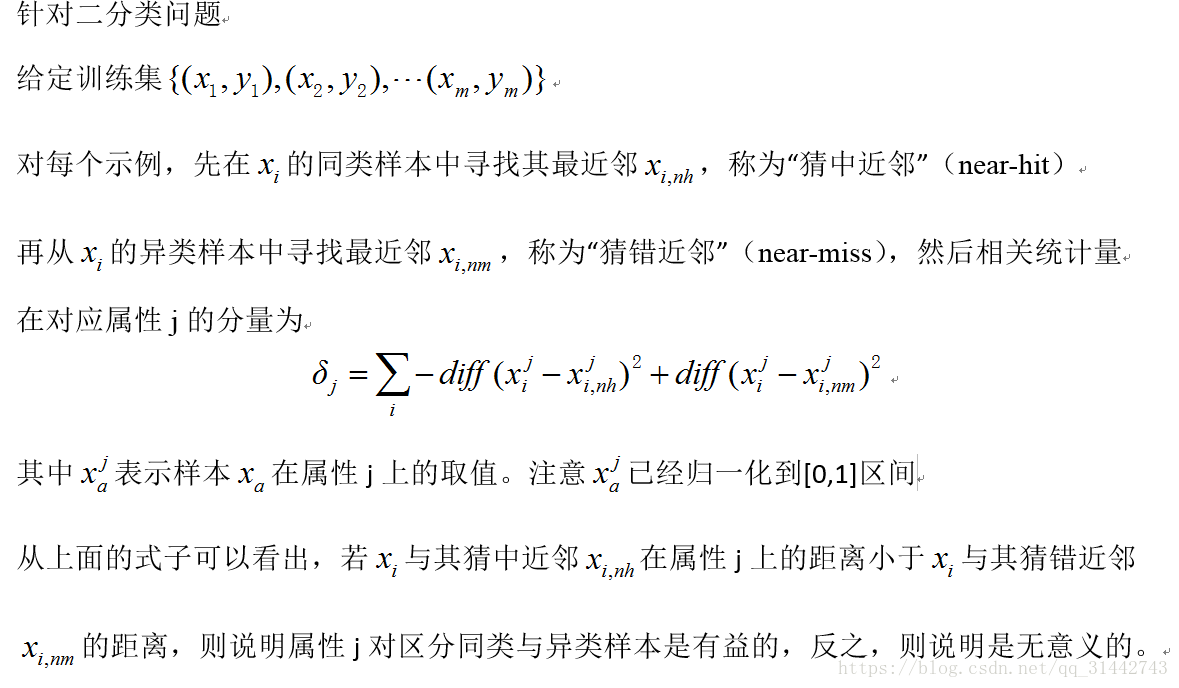 针对二分类问题
给定训练集{(x₁, y₁),(x₂, y₂),⋯(xₘ, yₘ)}
对每个示例，先在 x_i 的同类样本中寻找其最近邻 x_{i,nh}，称为“猜中近邻”（near-hit）
再从 x_i 的异类样本中寻找最近邻 x_{i,nm}，称为“猜错近邻”（near-miss），然后相关统计量
在对应属性 j 的分量为
δ_j = ∑_i − diff(x_i^j − x_{i,nh}^j)² + diff(x_i^j − x_{i,nm}^j)²
其中 x_a^j 表示样本 x_a 在属性 j 上的取值。注意 x_a^j 已经归一化到[0,1]区间
从上面的式子可以看出，若 x_i 与其猜中近邻 x_{i,nh} 在属性 j 上的距离小于 x_i 与其猜错近邻
x_{i,nm} 的距离，则说明属性 j 对区分同类与异类样本是有益的，反之，则说明是无意义的。
https://blog.csdn.net/qq_31442743